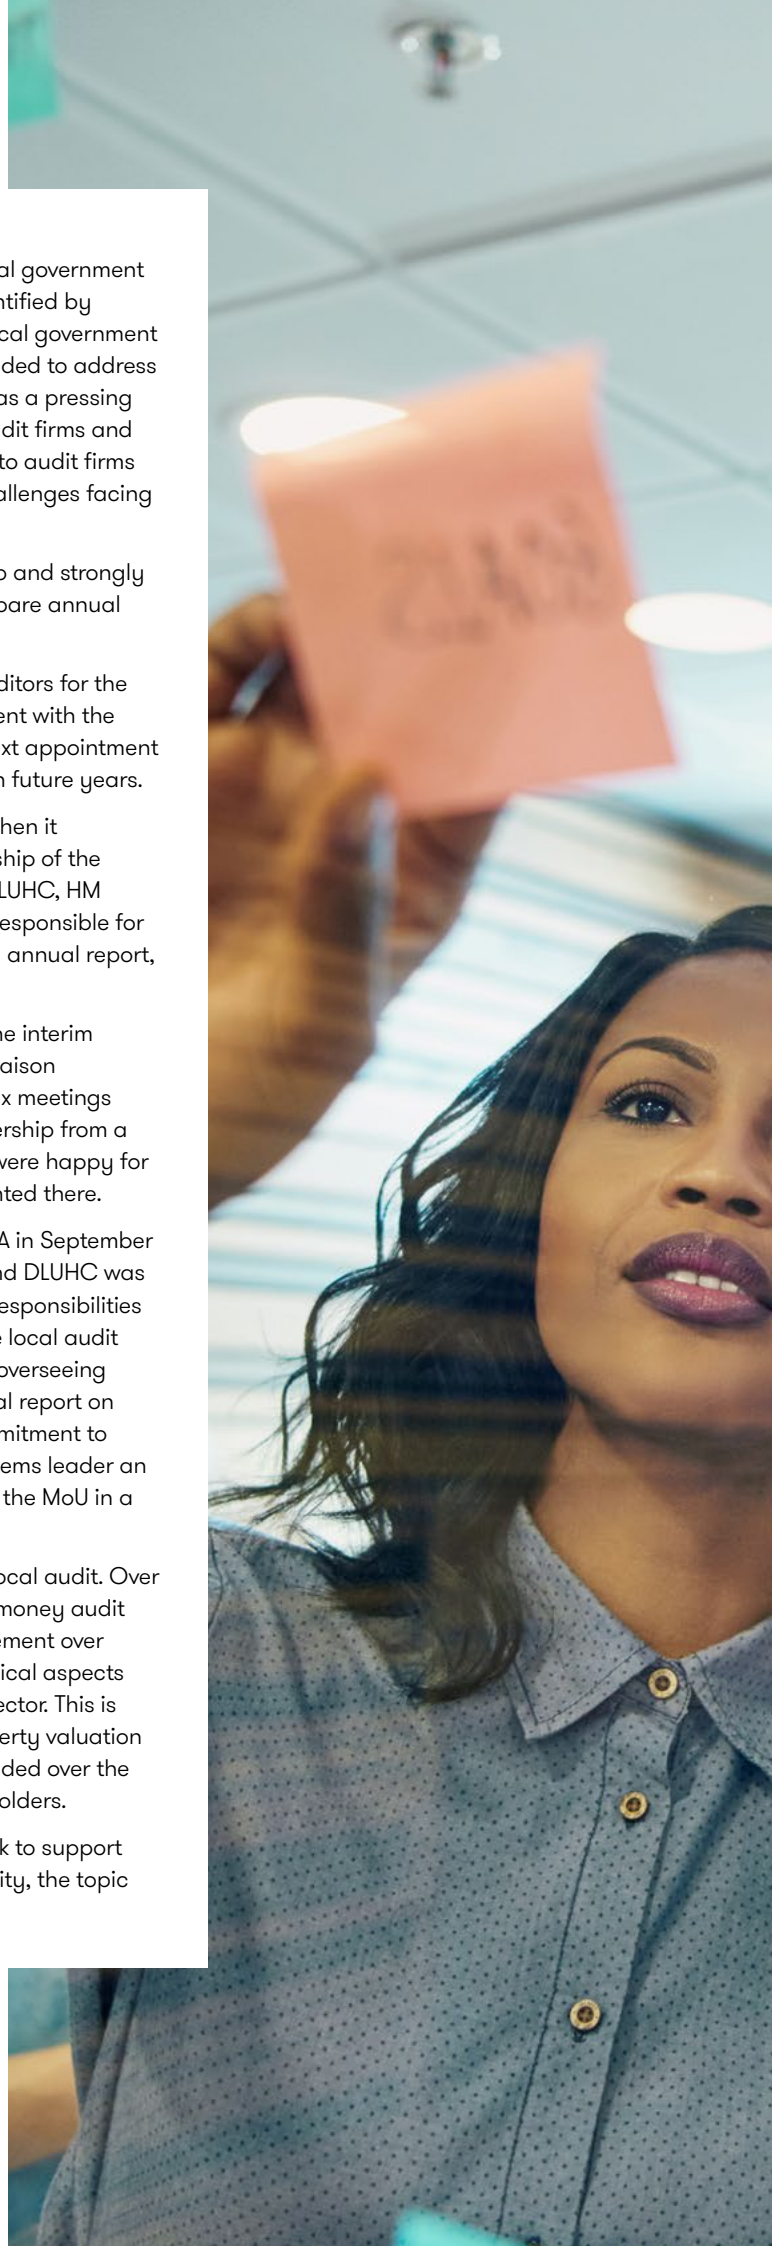 al government
ntified by
cal government
ded to address
as a pressing
dit firms and
to audit firms
allenges facing
o and strongly
pare annual
ditors for the
ent with the
xt appointment
n future years.
hen it
ship of the
LUHC, HM
esponsible for
annual report,
he interim
aison
x meetings
ership from a
were happy for
nted there.
A in September
nd DLUHC was
esponsibilities
e local audit
overseeing
al report on
mitment to
tems leader an
the MoU in a
ocal audit. Over
money audit
ement over
ical aspects
ector. This is
erty valuation
ded over the
olders.
k to support
ity, the topic